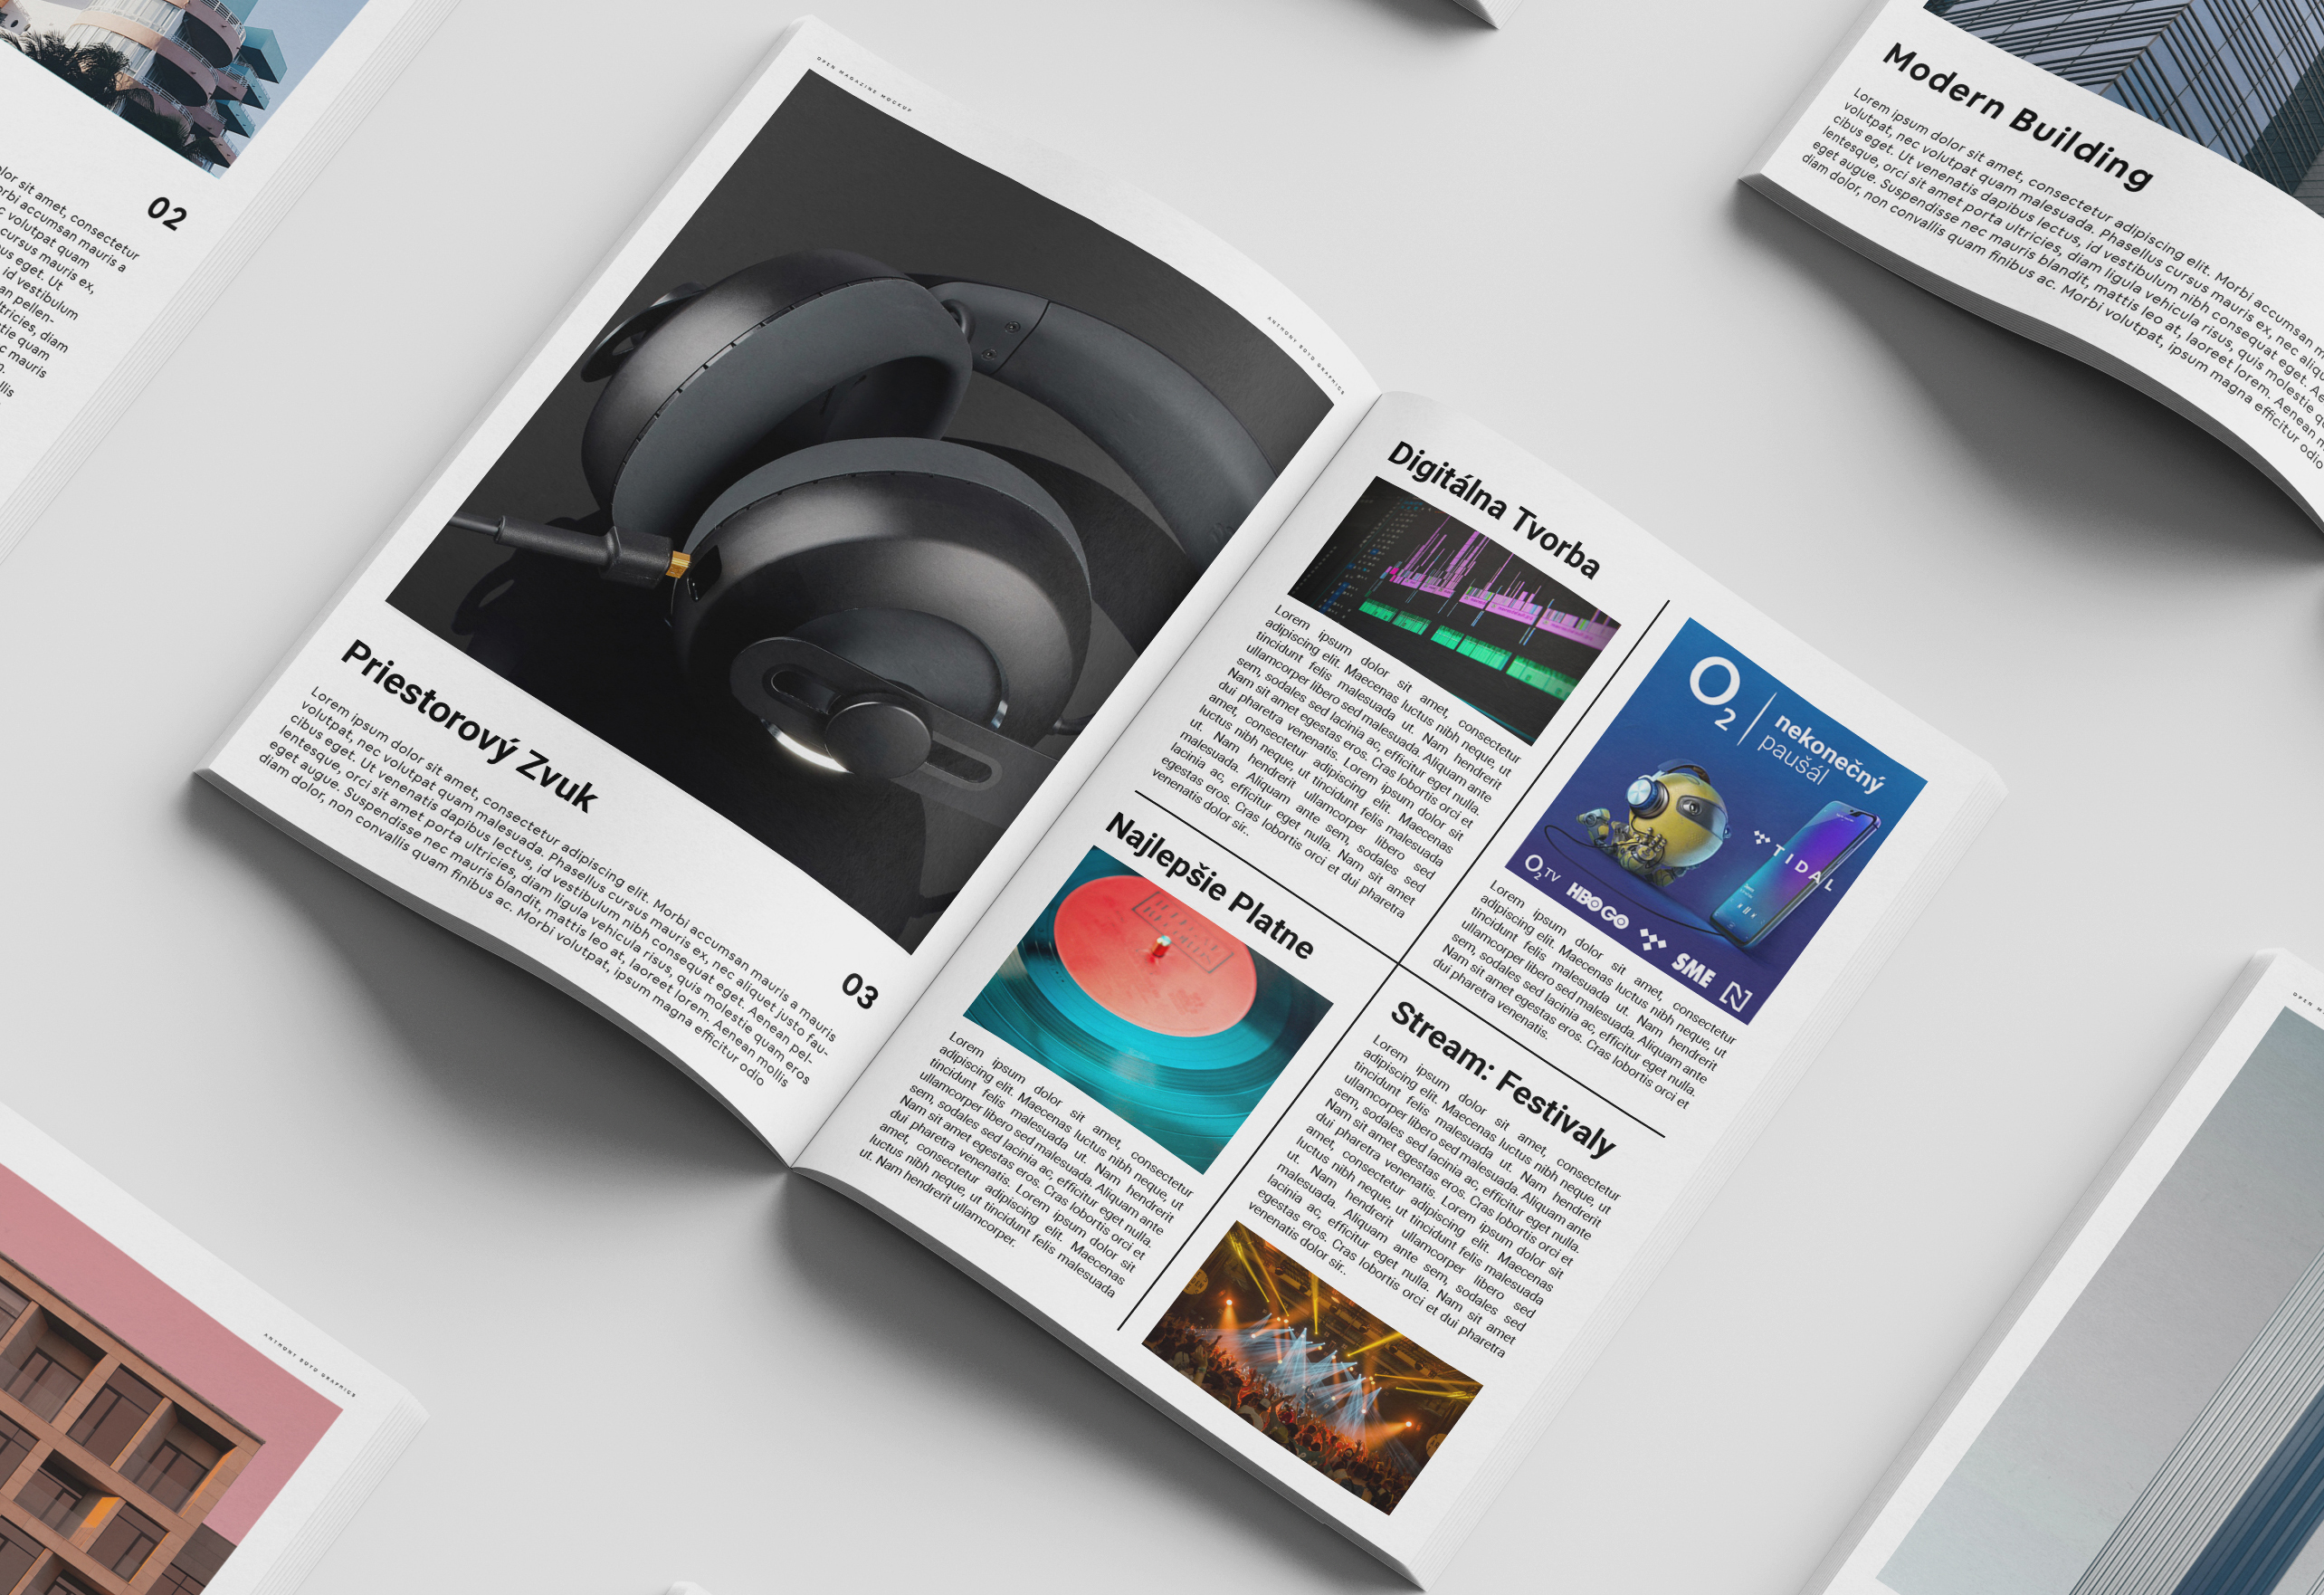 OPEN MAGAZINE MOCKUP
ANTHONY BOYD GRAPHICS
Priestorový Zvuk
Lorem ipsum dolor sit amet, consectetur adipiscing elit. Morbi accumsan mauris a mauris
volutpat, nec volutpat quam malesuada. Phasellus cursus mauris ex, nec aliquet justo fau-
cibus eget. Ut venenatis dapibus lectus, id vestibulum nibh consequat eget. Aenean pel-
lentesque, orci sit amet porta ultricies, diam ligula vehicula risus, quis molestie quam eros
eget augue. Suspendisse nec mauris blandit, mattis leo at, laoreet lorem. Aenean mollis
diam dolor, non convallis quam finibus ac. Morbi volutpat, ipsum magna efficitur odio
03
Digitálna Tvorba
Lorem ipsum dolor sit amet, consectetur
adipiscing elit. Maecenas luctus nibh neque, ut
tincidunt felis malesuada ut. Nam hendrerit
ullamcorper libero sed malesuada. Aliquam ante
sem, sodales sed lacinia ac, efficitur eget nulla.
Nam sit amet egestas eros. Cras lobortis orci et
dui pharetra venenatis. Lorem ipsum dolor sit
amet, consectetur adipiscing elit. Maecenas
luctus nibh neque, ut tincidunt felis malesuada
ut. Nam hendrerit ullamcorper libero sed
malesuada. Aliquam ante sem, sodales sed
lacinia ac, efficitur eget nulla. Nam sit amet
egestas eros. Cras lobortis orci et dui pharetra
venenatis dolor sir..
Najlepšie Platne
Lorem ipsum dolor sit amet, consectetur
adipiscing elit. Maecenas luctus nibh neque, ut
tincidunt felis malesuada ut. Nam hendrerit
ullamcorper libero sed malesuada. Aliquam ante
sem, sodales sed lacinia ac, efficitur eget nulla.
Nam sit amet egestas eros. Cras lobortis orci et
dui pharetra venenatis. Lorem ipsum dolor sit
amet, consectetur adipiscing elit. Maecenas
luctus nibh neque, ut tincidunt felis malesuada
ut. Nam hendrerit ullamcorper.
O2
nekonečný
paušál
TIDAL
O2 TV HBO GO SME N
Lorem ipsum dolor sit amet, consectetur
adipiscing elit. Maecenas luctus nibh neque, ut
tincidunt felis malesuada ut. Nam hendrerit
ullamcorper libero sed malesuada. Aliquam ante
sem, sodales sed lacinia ac, efficitur eget nulla.
Nam sit amet egestas eros. Cras lobortis orci et
dui pharetra venenatis.
Stream: Festivaly
Lorem ipsum dolor sit amet, consectetur
adipiscing elit. Maecenas luctus nibh neque, ut
tincidunt felis malesuada ut. Nam hendrerit
ullamcorper libero sed malesuada. Aliquam ante
sem, sodales sed lacinia ac, efficitur eget nulla.
Nam sit amet egestas eros. Cras lobortis orci et
dui pharetra venenatis. Lorem ipsum dolor sit
amet, consectetur adipiscing elit. Maecenas
luctus nibh neque, ut tincidunt felis malesuada
ut. Nam hendrerit ullamcorper libero sed
malesuada. Aliquam ante sem, sodales sed
lacinia ac, efficitur eget nulla. Nam sit amet
egestas eros. Cras lobortis orci et dui pharetra
venenatis dolor sir..
02
sit amet, consectetur
accumsan mauris a
volutpat quam
cursus mauris ex,
eget. Ut
id vestibulum
pellen-
diam
quam
mauris
Modern Building
Lorem ipsum dolor sit amet, consectetur adipiscing elit. Morbi accumsan
volutpat, nec volutpat quam malesuada. Phasellus cursus mauris ex, nec
cibus eget. Ut venenatis dapibus lectus, id vestibulum nibh consequat eget.
lentesque, orci sit amet porta ultricies, diam ligula vehicula risus, quis molestie
eget augue. Suspendisse nec mauris blandit, mattis leo at, laoreet lorem. Aenean
diam dolor, non convallis quam finibus ac. Morbi volutpat, ipsum magna efficitur odio
ANTHONY BOYD GRAPHICS
OPEN